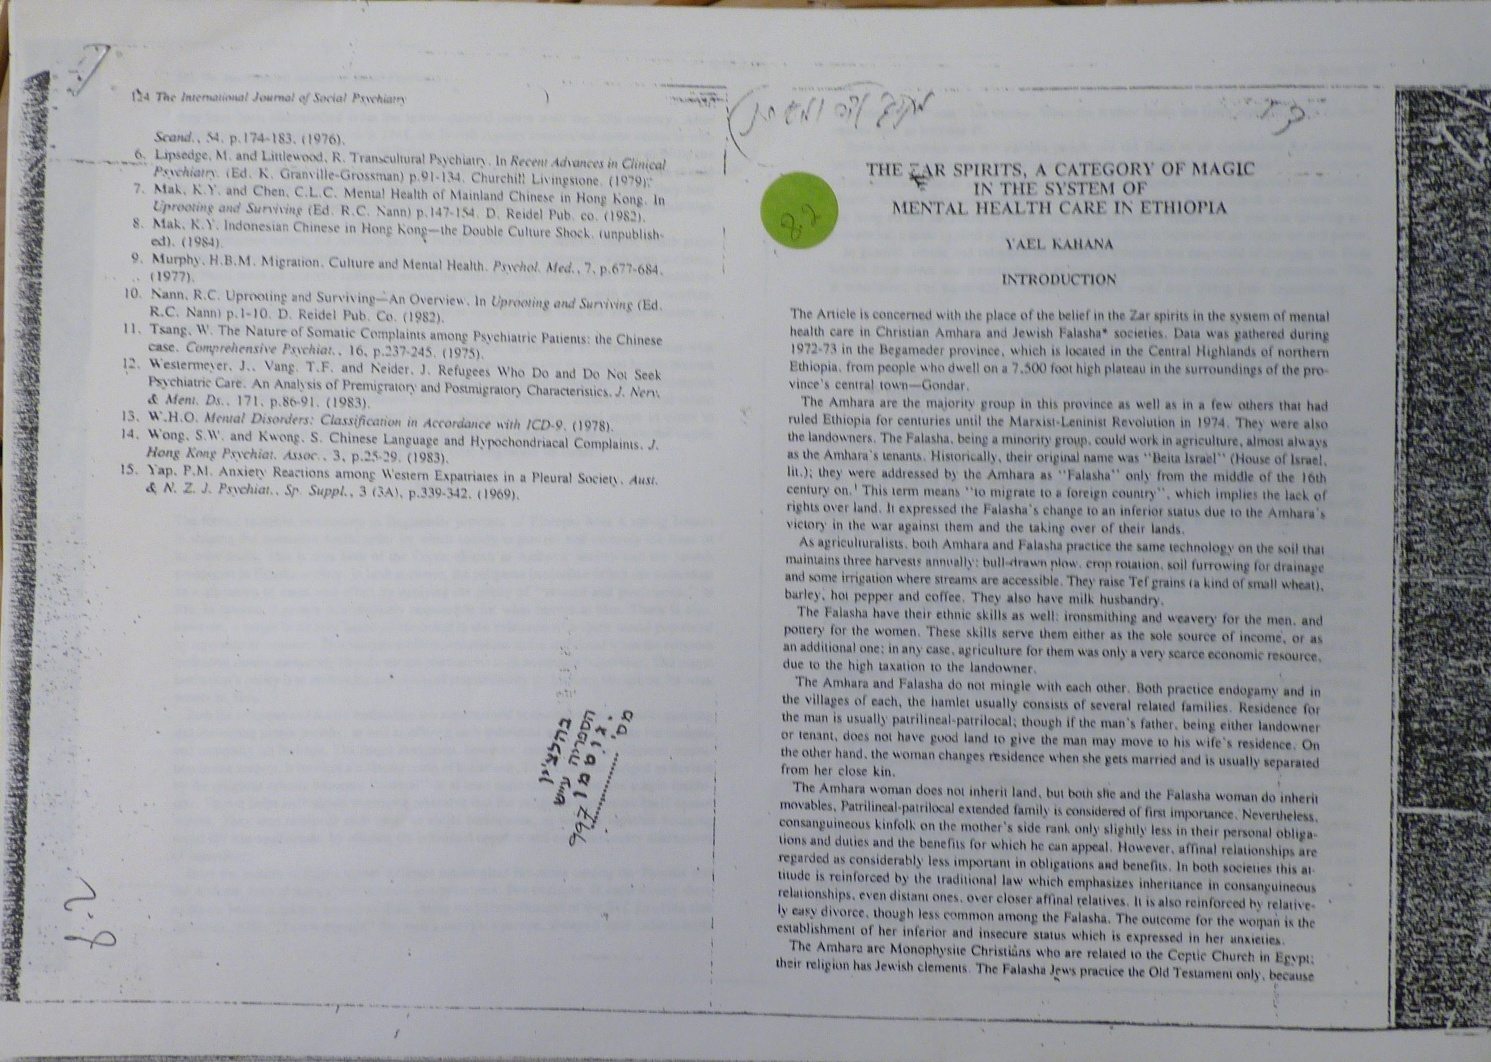 124 The International Journal of Social Psychiatry
Scand., 54, p.174-183. (1976).
6. Lipsedge, M. and Littlewood, R. Transcultural Psychiatry. In Recent Advances in Clinical
Psychiatry. (Ed. K. Granville-Grossman) p.91-134. Churchill Livingstone. (1979).
7. Mak, K.Y. and Chen, C.L.C. Mental Health of Mainland Chinese in Hong Kong. In
Uprooting and Surviving (Ed. R.C. Nann) p.147-154. D. Reidel Pub. co. (1982).
8. Mak, K.Y. Indonesian Chinese in Hong Kong—the Double Culture Shock. (unpublish-
ed). (1984).
9. Murphy, H.B.M. Migration, Culture and Mental Health. Psychol. Med., 7, p.677-684.
(1977).
10. Nann, R.C. Uprooting and Surviving—An Overview. In Uprooting and Surviving (Ed.
R.C. Nann) p.1-10. D. Reidel Pub. Co. (1982).
11. Tsang, W. The Nature of Somatic Complaints among Psychiatric Patients: the Chinese
case. Comprehensive Psychiat., 16, p.237-245. (1975).
12. Westermeyer, J., Vang, T.F. and Neider, J. Refugees Who Do and Do Not Seek
Psychiatric Care. An Analysis of Premigratory and Postmigratory Characteristics. J. Nerv.
& Ment. Ds., 171, p.86-91. (1983).
13. W.H.O. Mental Disorders: Classification in Accordance with ICD-9. (1978).
14. Wong, S.W. and Kwong, S. Chinese Language and Hypochondriacal Complaints. J.
Hong Kong Psychiat. Assoc., 3, p.25-29. (1983).
15. Yap, P.M. Anxiety Reactions among Western Expatriates in a Pleural Society. Aust.
& N. Z. J. Psychiat., Sp. Suppl., 3 (3A), p.339-342. (1969).
8.2
THE ZAR SPIRITS, A CATEGORY OF MAGIC
IN THE SYSTEM OF
MENTAL HEALTH CARE IN ETHIOPIA
8.2
YAEL KAHANA
INTRODUCTION
The Article is concerned with the place of the belief in the Zar spirits in the system of mental
health care in Christian Amhara and Jewish Falasha* societies. Data was gathered during
1972-73 in the Begameder province, which is located in the Central Highlands of northern
Ethiopia, from people who dwell on a 7,500 foot high plateau in the surroundings of the pro-
vince's central town—Gondar.
The Amhara are the majority group in this province as well as in a few others that had
ruled Ethiopia for centuries until the Marxist-Leninist Revolution in 1974. They were also
the landowners. The Falasha, being a minority group, could work in agriculture, almost always
as the Amhara's tenants. Historically, their original name was "Beita Israel" (House of Israel,
lit.); they were addressed by the Amhara as "Falasha" only from the middle of the 16th
century on.¹ This term means "to migrate to a foreign country", which implies the lack of
rights over land. It expressed the Falasha's change to an inferior status due to the Amhara's
victory in the war against them and the taking over of their lands.
As agriculturalists, both Amhara and Falasha practice the same technology on the soil that
maintains three harvests annually: bull-drawn plow, crop rotation, soil furrowing for drainage
and some irrigation where streams are accessible. They raise Tef grains (a kind of small wheat),
barley, hot pepper and coffee. They also have milk husbandry.
The Falasha have their ethnic skills as well: ironsmithing and weavery for the men, and
pottery for the women. These skills serve them either as the sole source of income, or as
an additional one; in any case, agriculture for them was only a very scarce economic resource,
due to the high taxation to the landowner.
The Amhara and Falasha do not mingle with each other. Both practice endogamy and in
the villages of each, the hamlet usually consists of several related families. Residence for
the man is usually patrilineal-patrilocal; though if the man's father, being either landowner
or tenant, does not have good land to give the man may move to his wife's residence. On
the other hand, the woman changes residence when she gets married and is usually separated
from her close kin.
The Amhara woman does not inherit land, but both she and the Falasha woman do inherit
movables. Patrilineal-patrilocal extended family is considered of first importance. Nevertheless,
consanguineous kinfolk on the mother's side rank only slightly less in their personal obliga-
tions and duties and the benefits for which he can appeal. However, affinal relationships are
regarded as considerably less important in obligations and benefits. In both societies this at-
titude is reinforced by the traditional law which emphasizes inheritance in consanguineous
relationships, even distant ones, over closer affinal relatives. It is also reinforced by relative-
ly easy divorce, though less common among the Falasha. The outcome for the woman is the
establishment of her inferior and insecure status which is expressed in her anxieties.
The Amhara are Monophysite Christians who are related to the Coptic Church in Egypt;
their religion has Jewish elements. The Falasha Jews practice the Old Testament only, because